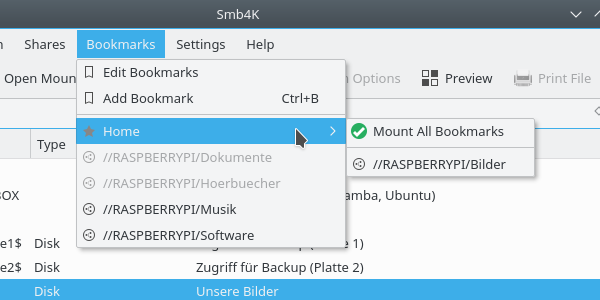 Smb4K
Shares Bookmarks Settings Help
Open Moun Options Preview Print File
Edit Bookmarks
Add Bookmark Ctrl+B
Home
Mount All Bookmarks
Type
//RASPBERRYPI/Dokumente
//RASPBERRYPI/Bilder
//RASPBERRYPI/Hoerbuecher
BOX
amba, Ubuntu)
//RASPBERRYPI/Musik
//RASPBERRYPI/Software
e1$ Disk 1)
e2$ Disk Zugriff für Backup (Platte 2)
Disk Unsere Bilder